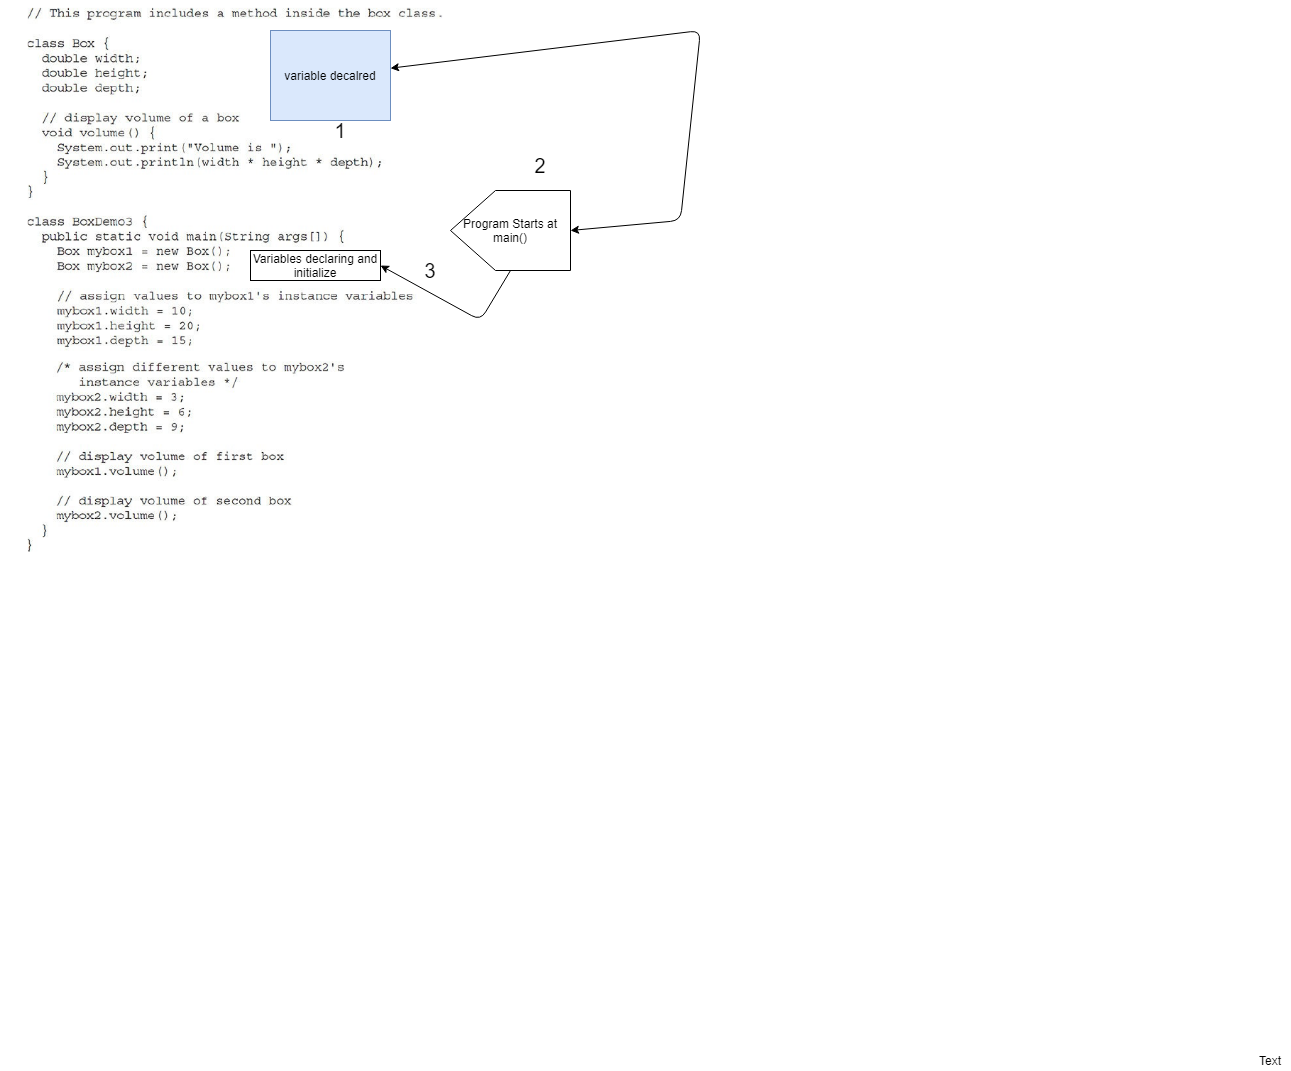 // This program includes a method inside the box class.
class Box {
double width;
double height;
double depth;
variable decalred
// display volume of a box
void volume() {
System.out.print("Volume is ");
System.out.println(width * height * depth);
}
}
1
2
class BoxDemo3 {
public static void main(String args[]) {
Box mybox1 = new Box();
Box mybox2 = new Box();
Program Starts at
main()
Variables declaring and
initialize
3
// assign values to mybox1's instance variables
mybox1.width = 10;
mybox1.height = 20;
mybox1.depth = 15;
/* assign different values to mybox2's
instance variables */
mybox2.width = 3;
mybox2.height = 6;
mybox2.depth = 9;
// display volume of first box
mybox1.volume();
// display volume of second box
mybox2.volume();
}
}
Text